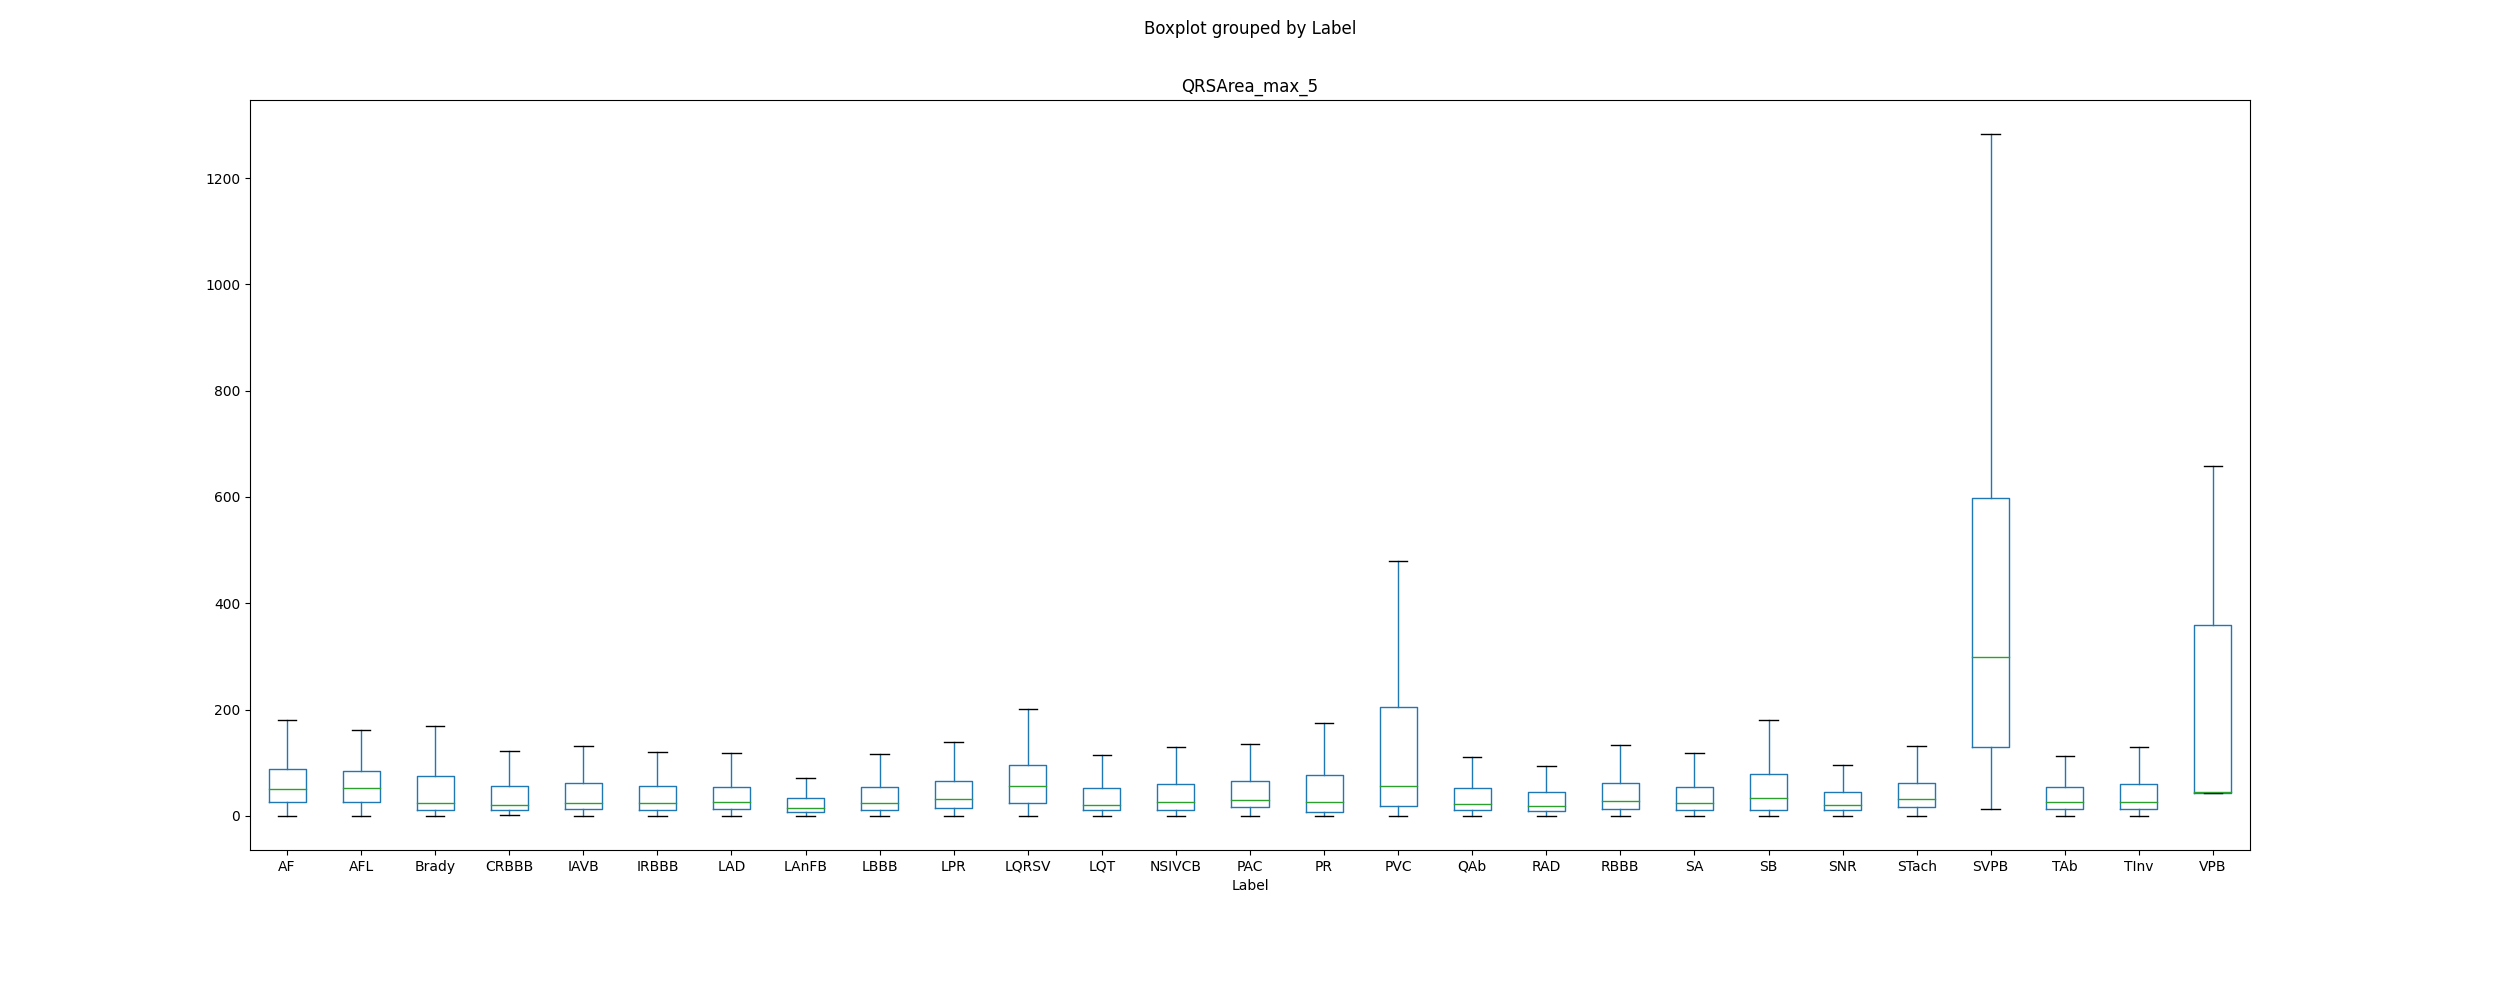 Boxplot grouped by Label
QRSArea_max_5
1200
1000
800
600
400
200
0
AF AFL Brady CRBBB IAVB IRBBB LAD LAnFB LBBB LPR LQRSV LQT NSIVCB PAC PR PVC QAb RAD RBBB SA SB SNR STach SVPB TAb TInv VPB
Label